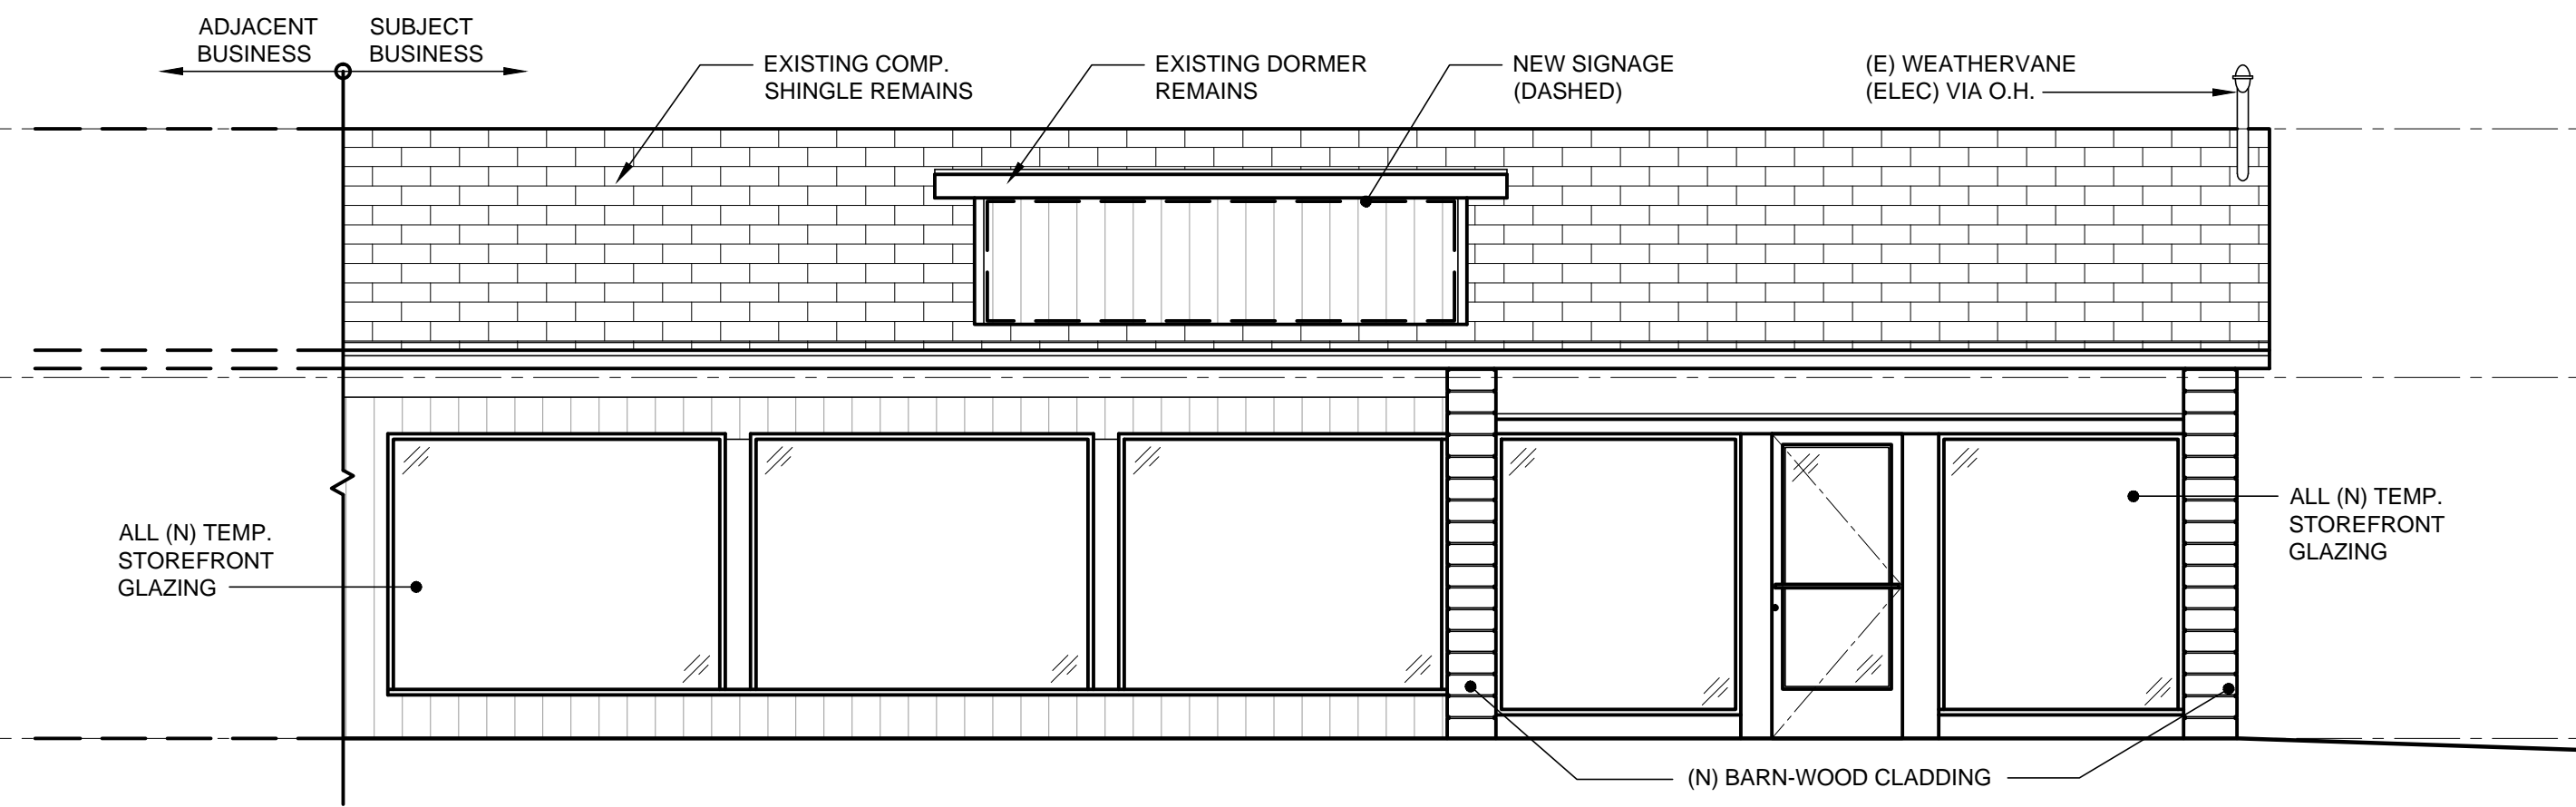 ADJACENT
BUSINESS
SUBJECT
BUSINESS
EXISTING COMP.
SHINGLE REMAINS
EXISTING DORMER
REMAINS
NEW SIGNAGE
(DASHED)
(E) WEATHERVANE
(ELEC) VIA O.H.
ALL (N) TEMP.
STOREFRONT
GLAZING
ALL (N) TEMP.
STOREFRONT
GLAZING
(N) BARN-WOOD CLADDING